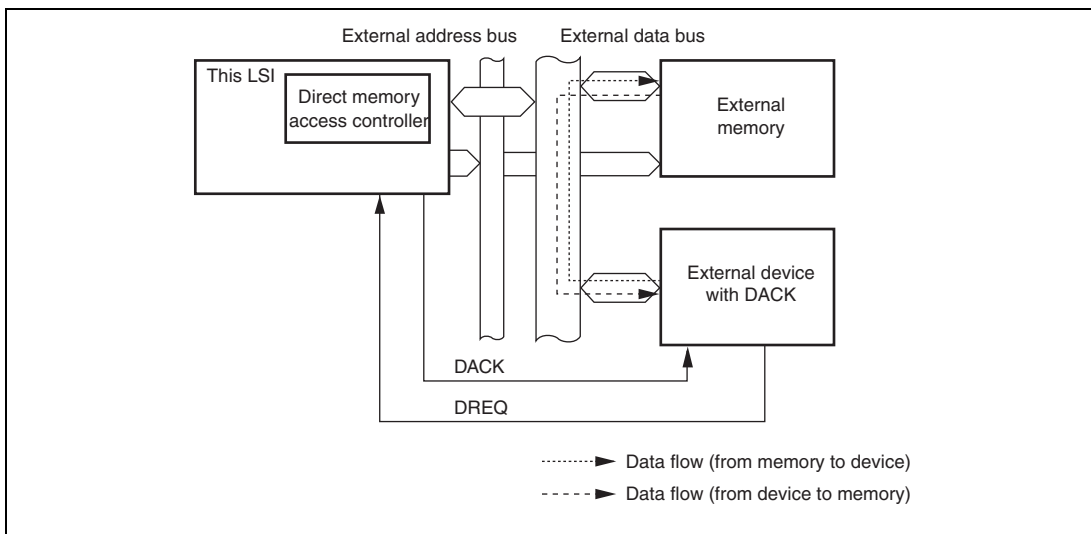 External address bus
External data bus
This LSI
Direct memory
access controller
External
memory
External device
with DACK
DACK
DREQ
Data flow (from memory to device)
Data flow (from device to memory)